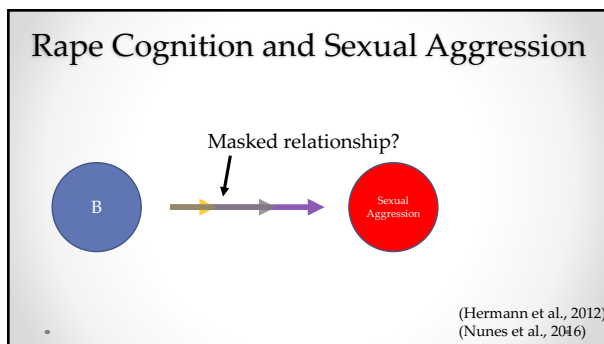 Rape Cognition and Sexual Aggression
Masked relationship?
B
Sexual
Aggression
(Hermann et al., 2012)
(Nunes et al., 2016)